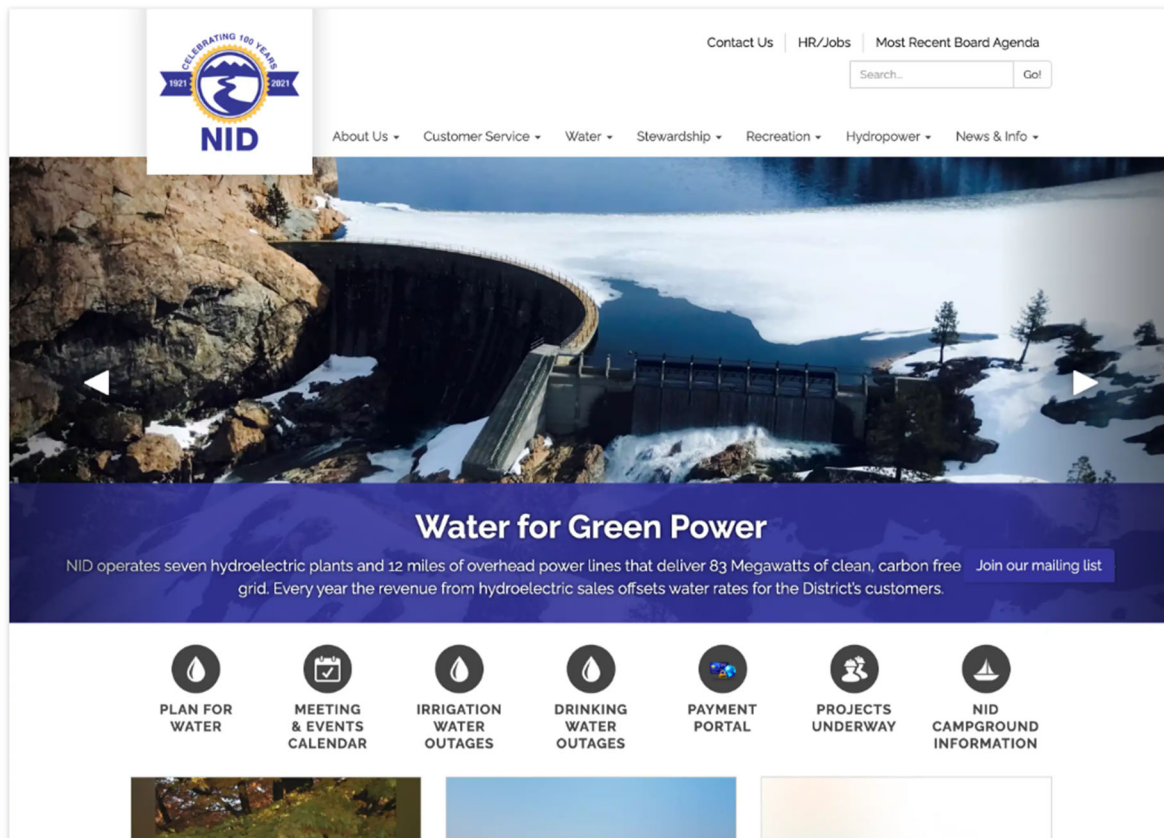 CELEBRATING 100 YEARS
1921 2021
NID
Contact Us HR/Jobs Most Recent Board Agenda
Search... Go!
About Us Customer Service Water Stewardship Recreation Hydropower News & Info
Water for Green Power
NID operates seven hydroelectric plants and 12 miles of overhead power lines that deliver 83 Megawatts of clean, carbon free
Join our mailing list
grid. Every year the revenue from hydroelectric sales offsets water rates for the District's customers.
PLAN FOR
WATER
MEETING
& EVENTS
CALENDAR
IRRIGATION
WATER
OUTAGES
DRINKING
WATER
OUTAGES
PAYMENT
PORTAL
PROJECTS
UNDERWAY
NID
CAMPGROUND
INFORMATION